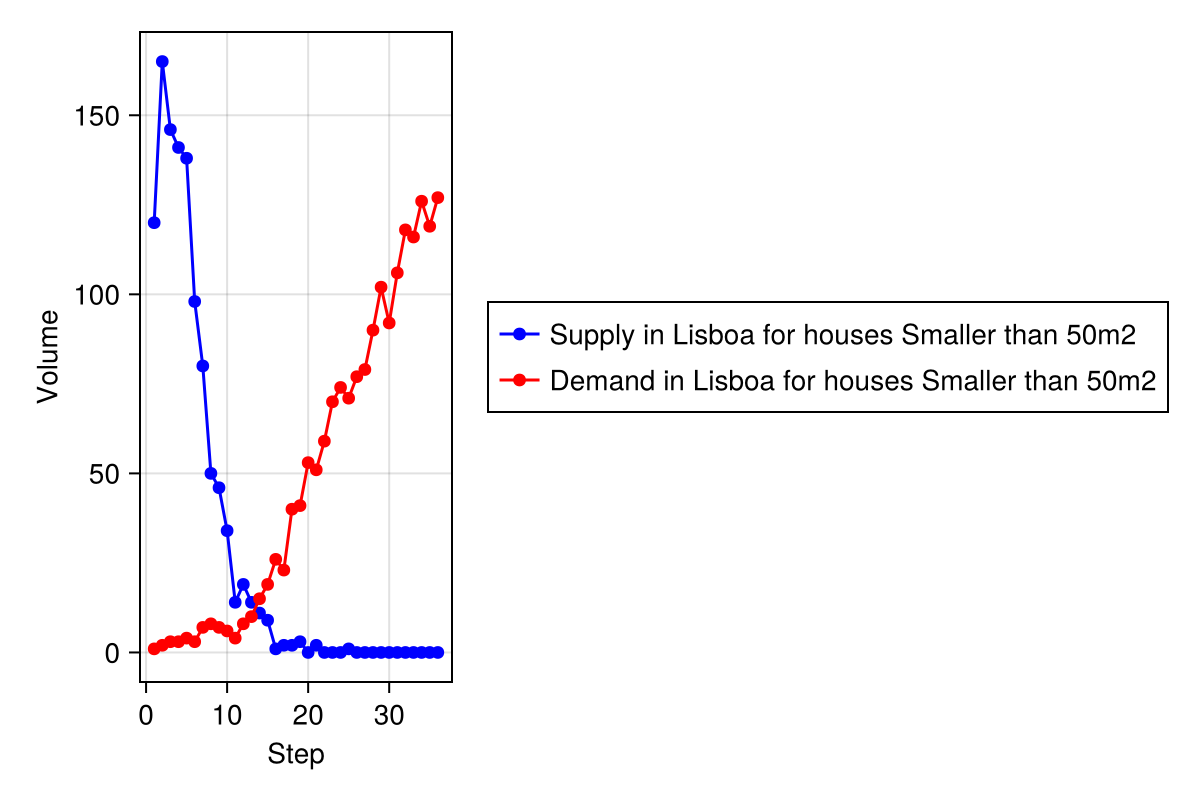 150
100
50
0
Volume
0 10 20 30
Step
Supply in Lisboa for houses Smaller than 50m2
Demand in Lisboa for houses Smaller than 50m2